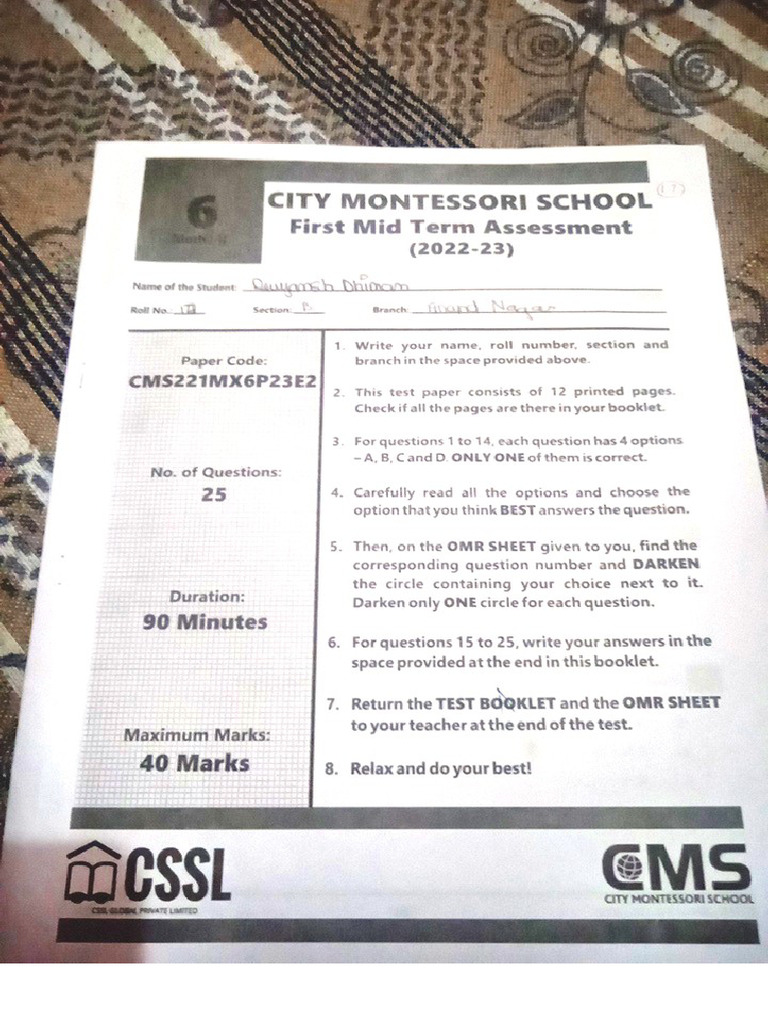 6
CITY MONTESSORI SCHOOL
First Mid Term Assessment
(2022-23)
17
Name of the Student: Dhiman
Roll No. 17 Section: B Branch: Anand Nagar
Paper Code:
CMS221MX6P23E2
No. of Questions:
25
Duration:
90 Minutes
Maximum Marks:
40 Marks
1. Write your name, roll number, section and
branch in the space provided above.
2. This test paper consists of 12 printed pages.
Check if all the pages are there in your booklet.
3. For questions 1 to 14, each question has 4 options
– A, B, C and D. ONLY ONE of them is correct.
4. Carefully read all the options and choose the
option that you think BEST answers the question.
5. Then, on the OMR SHEET given to you, find the
corresponding question number and DARKEN
the circle containing your choice next to it.
Darken only ONE circle for each question.
6. For questions 15 to 25, write your answers in the
space provided at the end in this booklet.
7. Return the TEST BOOKLET and the OMR SHEET
to your teacher at the end of the test.
8. Relax and do your best!
CSSL
CSSL GLOBAL PRIVATE LIMITED
CMS
CITY MONTESSORI SCHOOL